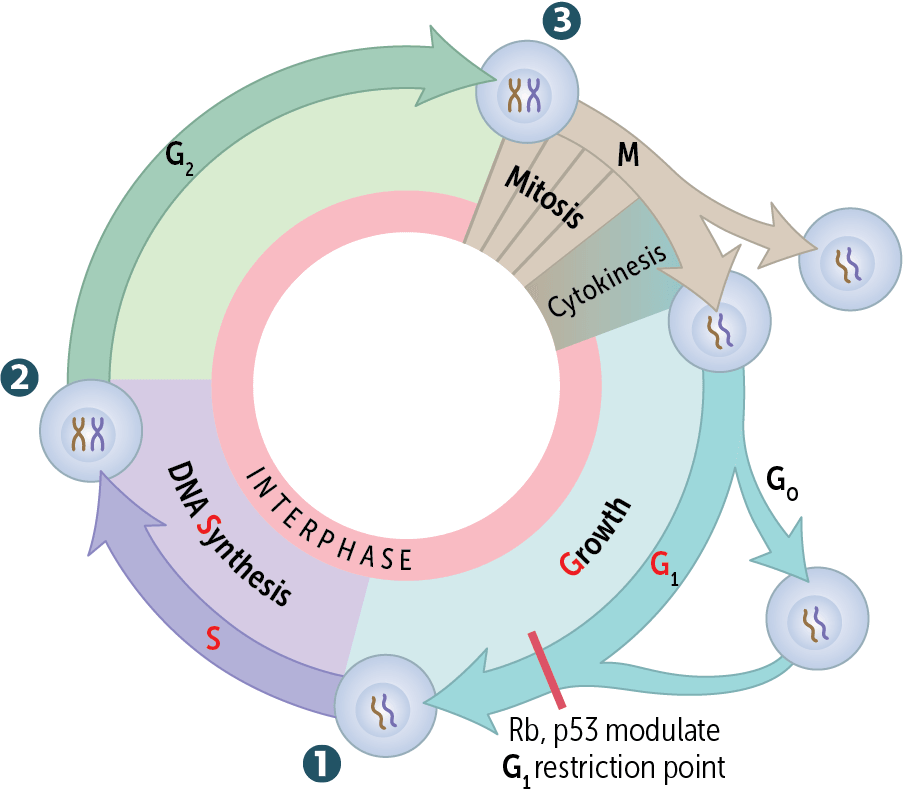 3
G2
M
Mitosis
Cytokinesis
2
G0
INTERPHASE
DNA Synthesis
Growth
G1
S
Rb, p53 modulate
G1 restriction point
1